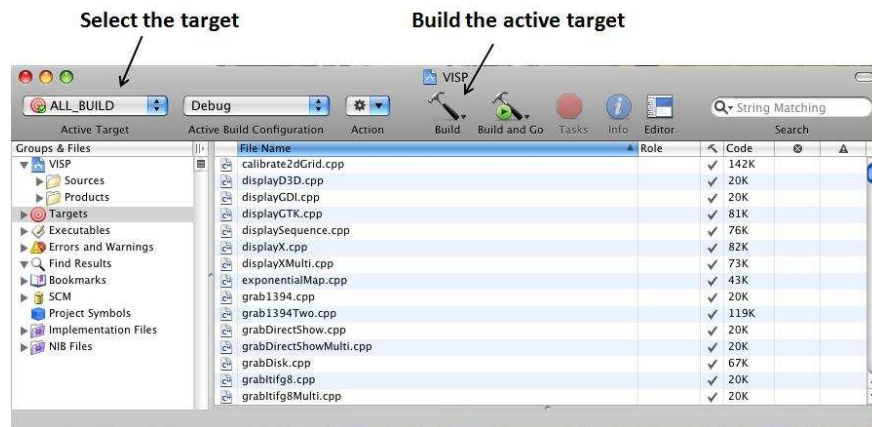 Select the target
Build the active target
VISP
ALL_BUILD
Debug
String Matching
Active Target
Active Build Configuration
Action
Build
Build and Go
Tasks
Info
Editor
Search
Groups & Files
File Name
Role
Code
VISP
calibrate2dGrid.cpp
142K
Sources
displayD3D.cpp
20K
Products
displayGDI.cpp
20K
Targets
displayGTK.cpp
81K
Executables
displaySequence.cpp
76K
Errors and Warnings
displayX.cpp
82K
Find Results
displayXMulti.cpp
73K
Bookmarks
exponentialMap.cpp
43K
SCM
grab1394.cpp
20K
Project Symbols
grab1394Two.cpp
119K
Implementation Files
grabDirectShow.cpp
20K
NIB Files
grabDirectShowMulti.cpp
20K
grabDisk.cpp
67K
grabItifg8.cpp
20K
grabItifg8Multi.cpp
20K